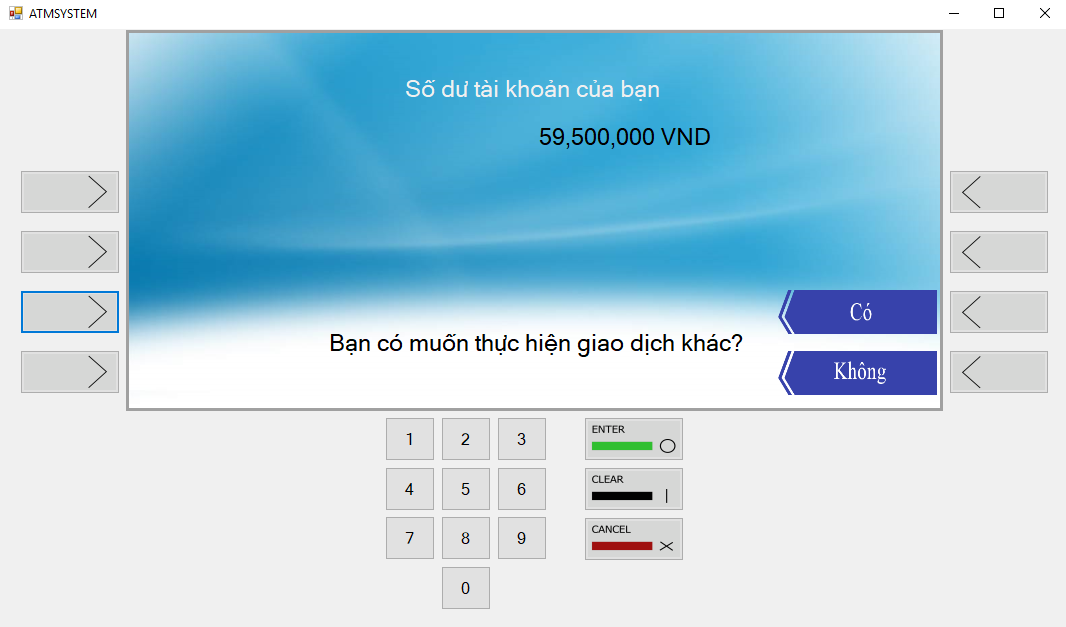 ATMSYSTEM
Số dư tài khoản của bạn
59,500,000 VND
Có
Bạn có muốn thực hiện giao dịch khác?
Không
1 2 3 ENTER
4 5 6 CLEAR
7 8 9 CANCEL
0